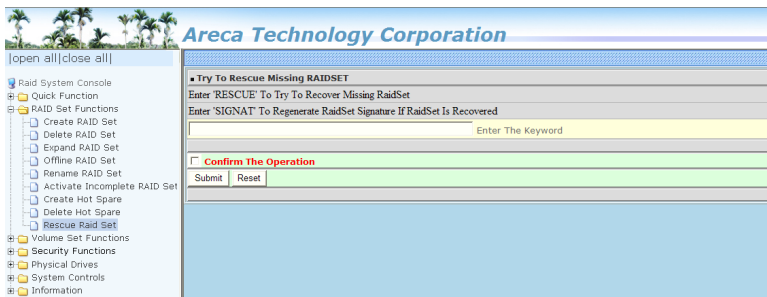 Areca Technology Corporation
|open all|close all|
Raid System Console
Quick Function
RAID Set Functions
Create RAID Set
Delete RAID Set
Expand RAID Set
Offline RAID Set
Rename RAID Set
Activate Incomplete RAID Set
Create Hot Spare
Delete Hot Spare
Rescue Raid Set
Volume Set Functions
Security Functions
Physical Drives
System Controls
Information
Try To Rescue Missing RAIDSET
Enter 'RESCUE' To Try To Recover Missing RaidSet
Enter 'SIGNAT' To Regenerate RaidSet Signature If RaidSet Is Recovered
Enter The Keyword
Confirm The Operation
Submit Reset